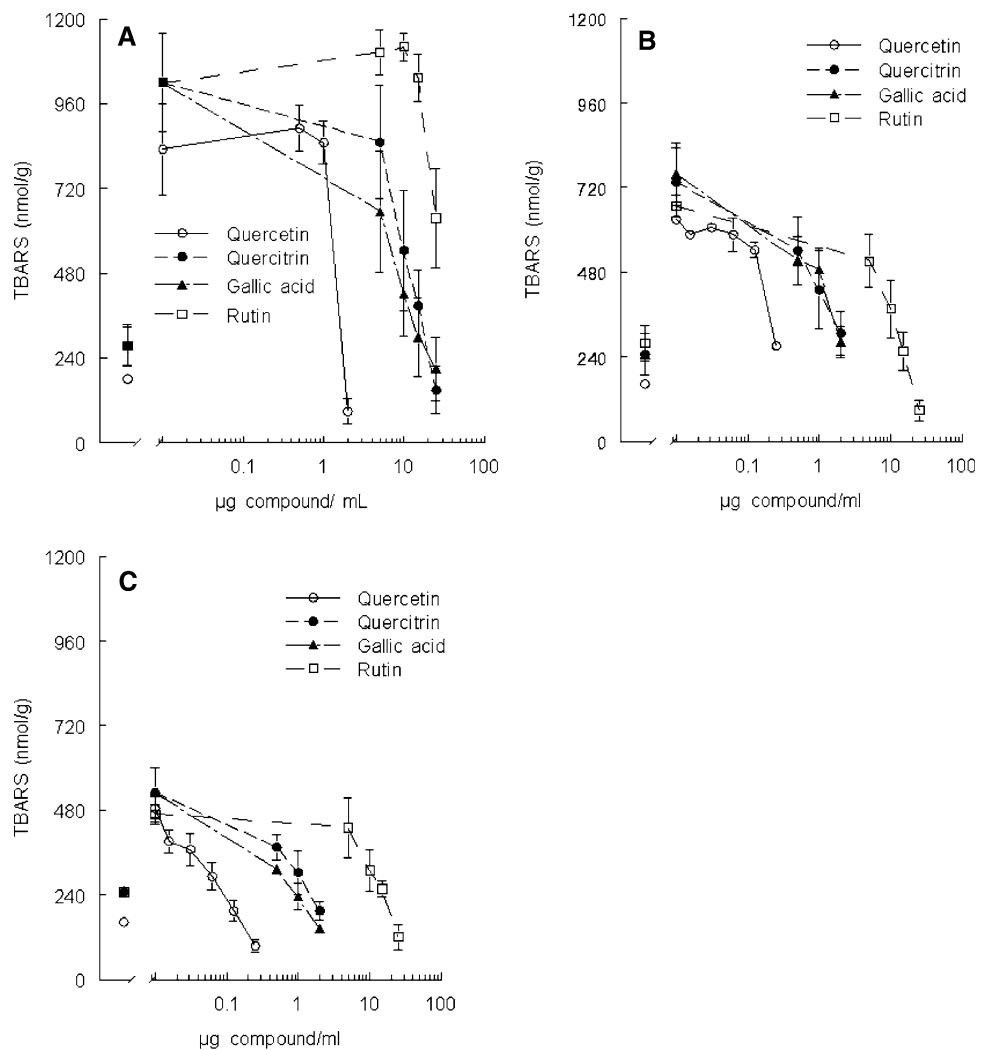 A
1200
960
720
480
240
0
TBARS (nmol/g)
Quercetin
Quercitrin
Gallic acid
Rutin
0.1
1
10
100
µg compound/ mL
B
1200
960
720
480
240
0
TBARS (nmol/g)
Quercetin
Quercitrin
Gallic acid
Rutin
0.1
1
10
100
µg compound/ml
C
1200
960
720
480
240
0
TBARS (nmol/g)
Quercetin
Quercitrin
Gallic acid
Rutin
0.1
1
10
100
µg compound/ml